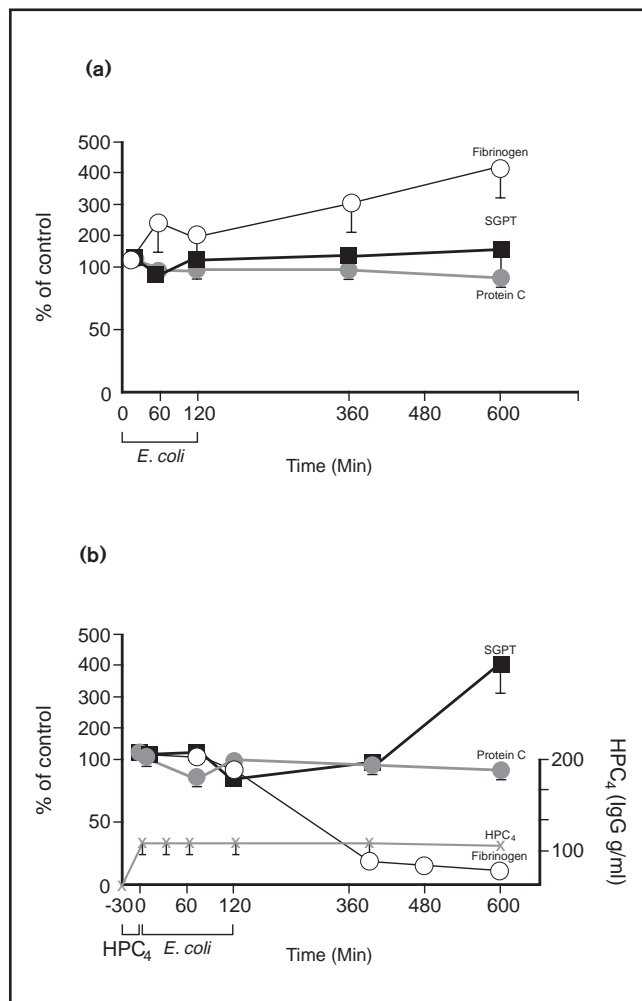 (a)
500
400
300
200
100
50
0
% of control
Fibrinogen
SGPT
Protein C
0 60 120 360 480 600
E. coli
Time (Min)
(b)
500
400
300
200
100
50
0
% of control
SGPT
Protein C
HPC4
Fibrinogen
200
100
HPC4 (IgG g/ml)
-30 0 60 120 360 480 600
HPC4 E. coli
Time (Min)